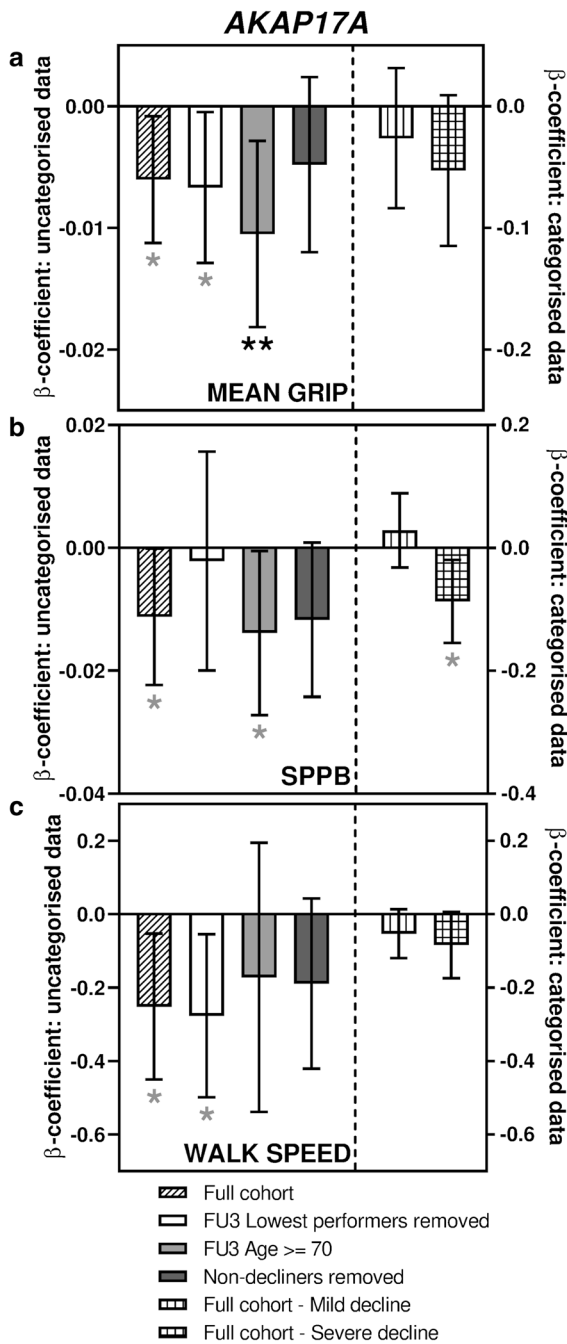 AKAP17A
a
β-coefficient: uncategorised data
0.00
-0.01
-0.02
*
*
**
MEAN GRIP
0.0
-0.1
-0.2
β-coefficient: categorised data
b
β-coefficient: uncategorised data
0.02
0.00
-0.02
-0.04
*
*
*
SPPB
0.2
0.0
-0.2
-0.4
β-coefficient: categorised data
c
β-coefficient: uncategorised data
0.2
0.0
-0.2
-0.4
-0.6
*
*
WALK SPEED
0.2
0.0
-0.2
-0.4
-0.6
β-coefficient: categorised data
Full cohort
FU3 Lowest performers removed
FU3 Age >= 70
Non-decliners removed
Full cohort - Mild decline
Full cohort - Severe decline